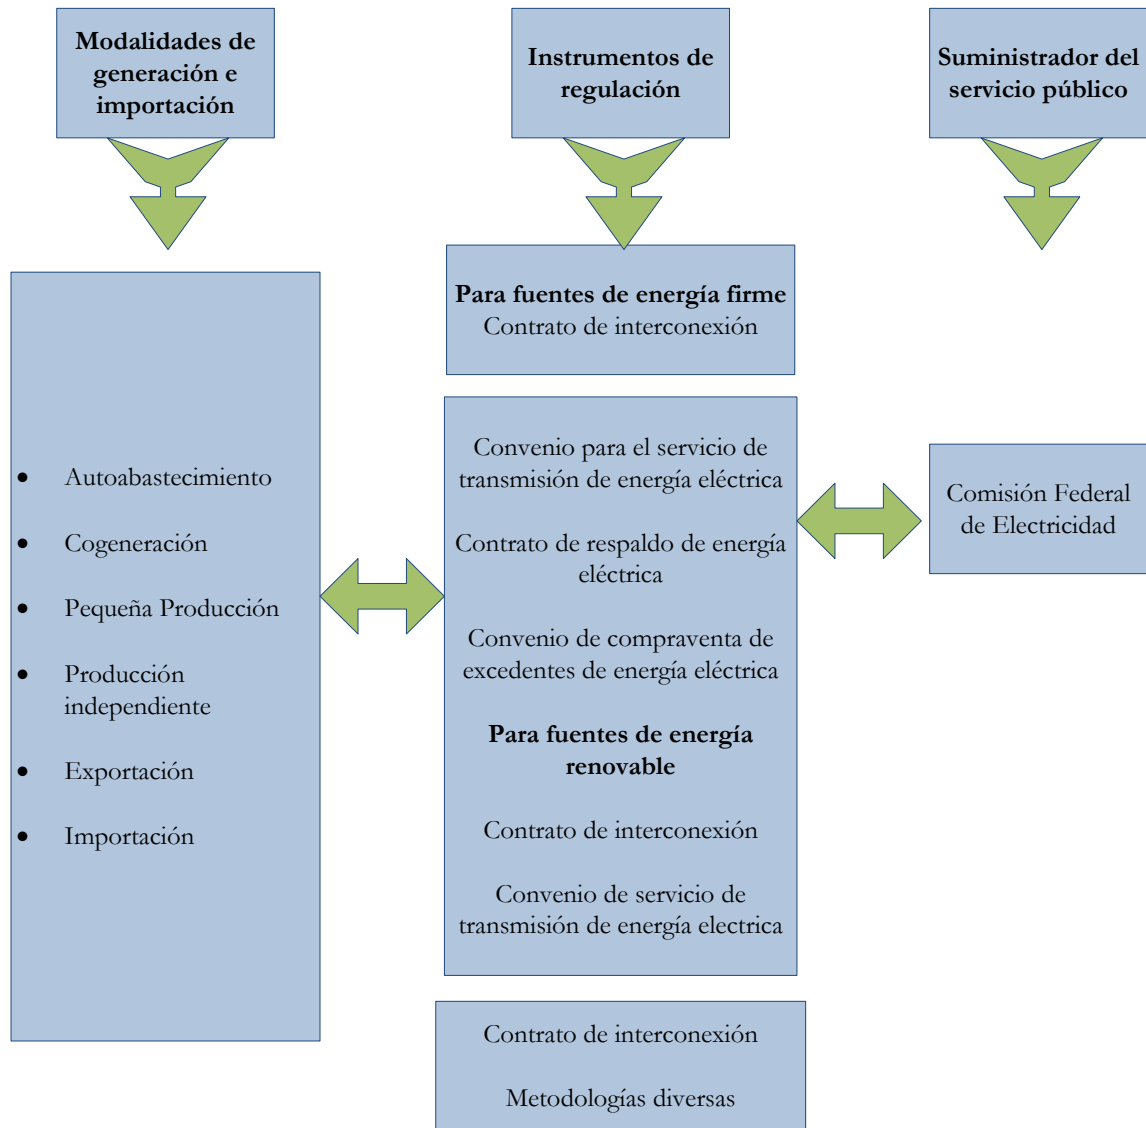 Modalidades de
generación e
importación
Instrumentos de
regulación
Suministrador del
servicio público
• Autoabastecimiento
• Cogeneración
• Pequeña Producción
• Producción
independiente
• Exportación
• Importación
Para fuentes de energía firme
Contrato de interconexión
Convenio para el servicio de
transmisión de energía eléctrica
Contrato de respaldo de energía
eléctrica
Convenio de compraventa de
excedentes de energía eléctrica
Para fuentes de energía
renovable
Contrato de interconexión
Convenio de servicio de
transmisión de energía electrica
Contrato de interconexión
Metodologías diversas
Comisión Federal
de Electricidad